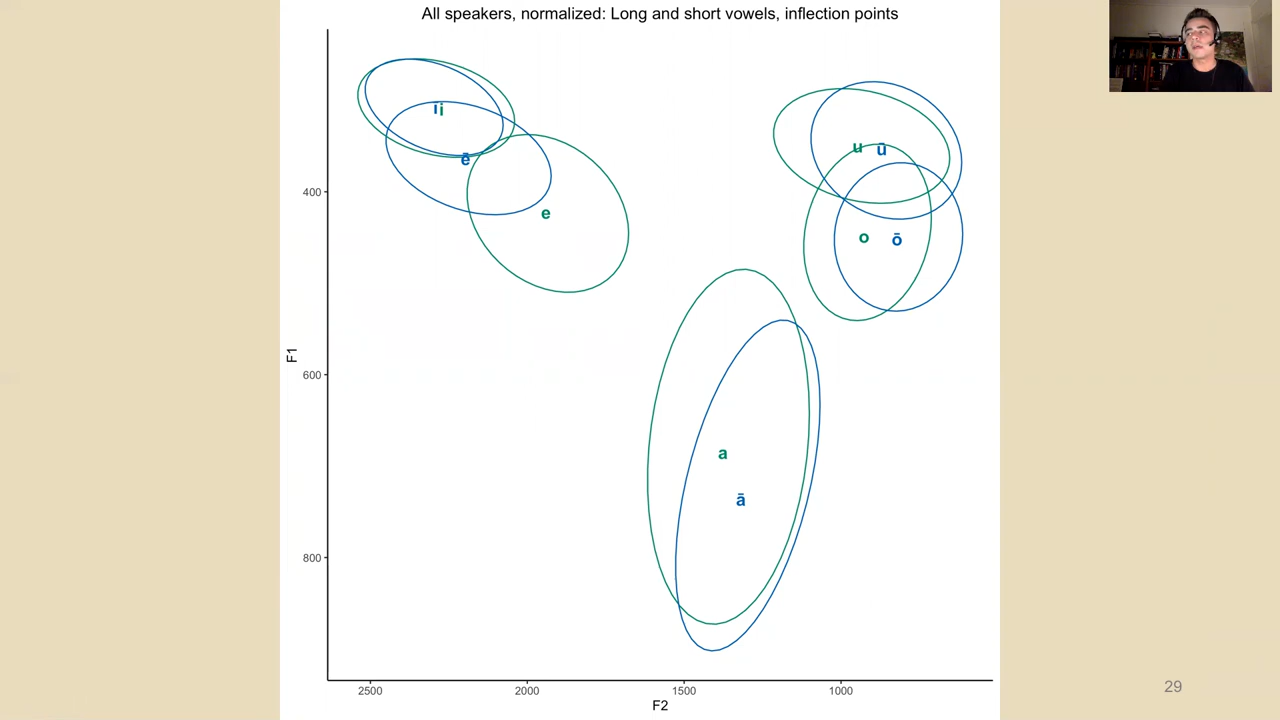 All speakers, normalized: Long and short vowels, inflection points
ī i
ē
e
u ū
o ō
a
ā
400
600
800
F1
2500 2000 1500 1000
F2
29